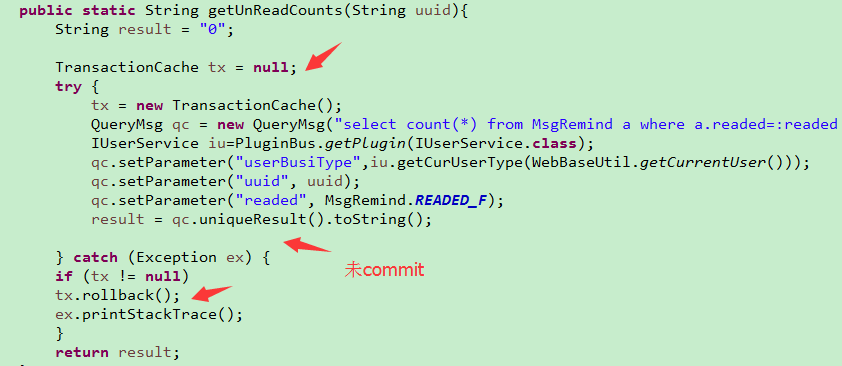 public static String getUnReadCounts(String uuid){
String result = "0";
TransactionCache tx = null;
try {
tx = new TransactionCache();
QueryMsg qc = new QueryMsg("select count(*) from MsgRemind a where a.readed=:readed
IUserService iu=PluginBus.getPlugin(IUserService.class);
qc.setParameter("userBusiType",iu.getCurUserType(WebBaseUtil.getCurrentUser()));
qc.setParameter("uuid", uuid);
qc.setParameter("readed", MsgRemind.READED_F);
result = qc.uniqueResult().toString();
} catch (Exception ex) {
未commit
if (tx != null)
tx.rollback();
ex.printStackTrace();
}
return result;